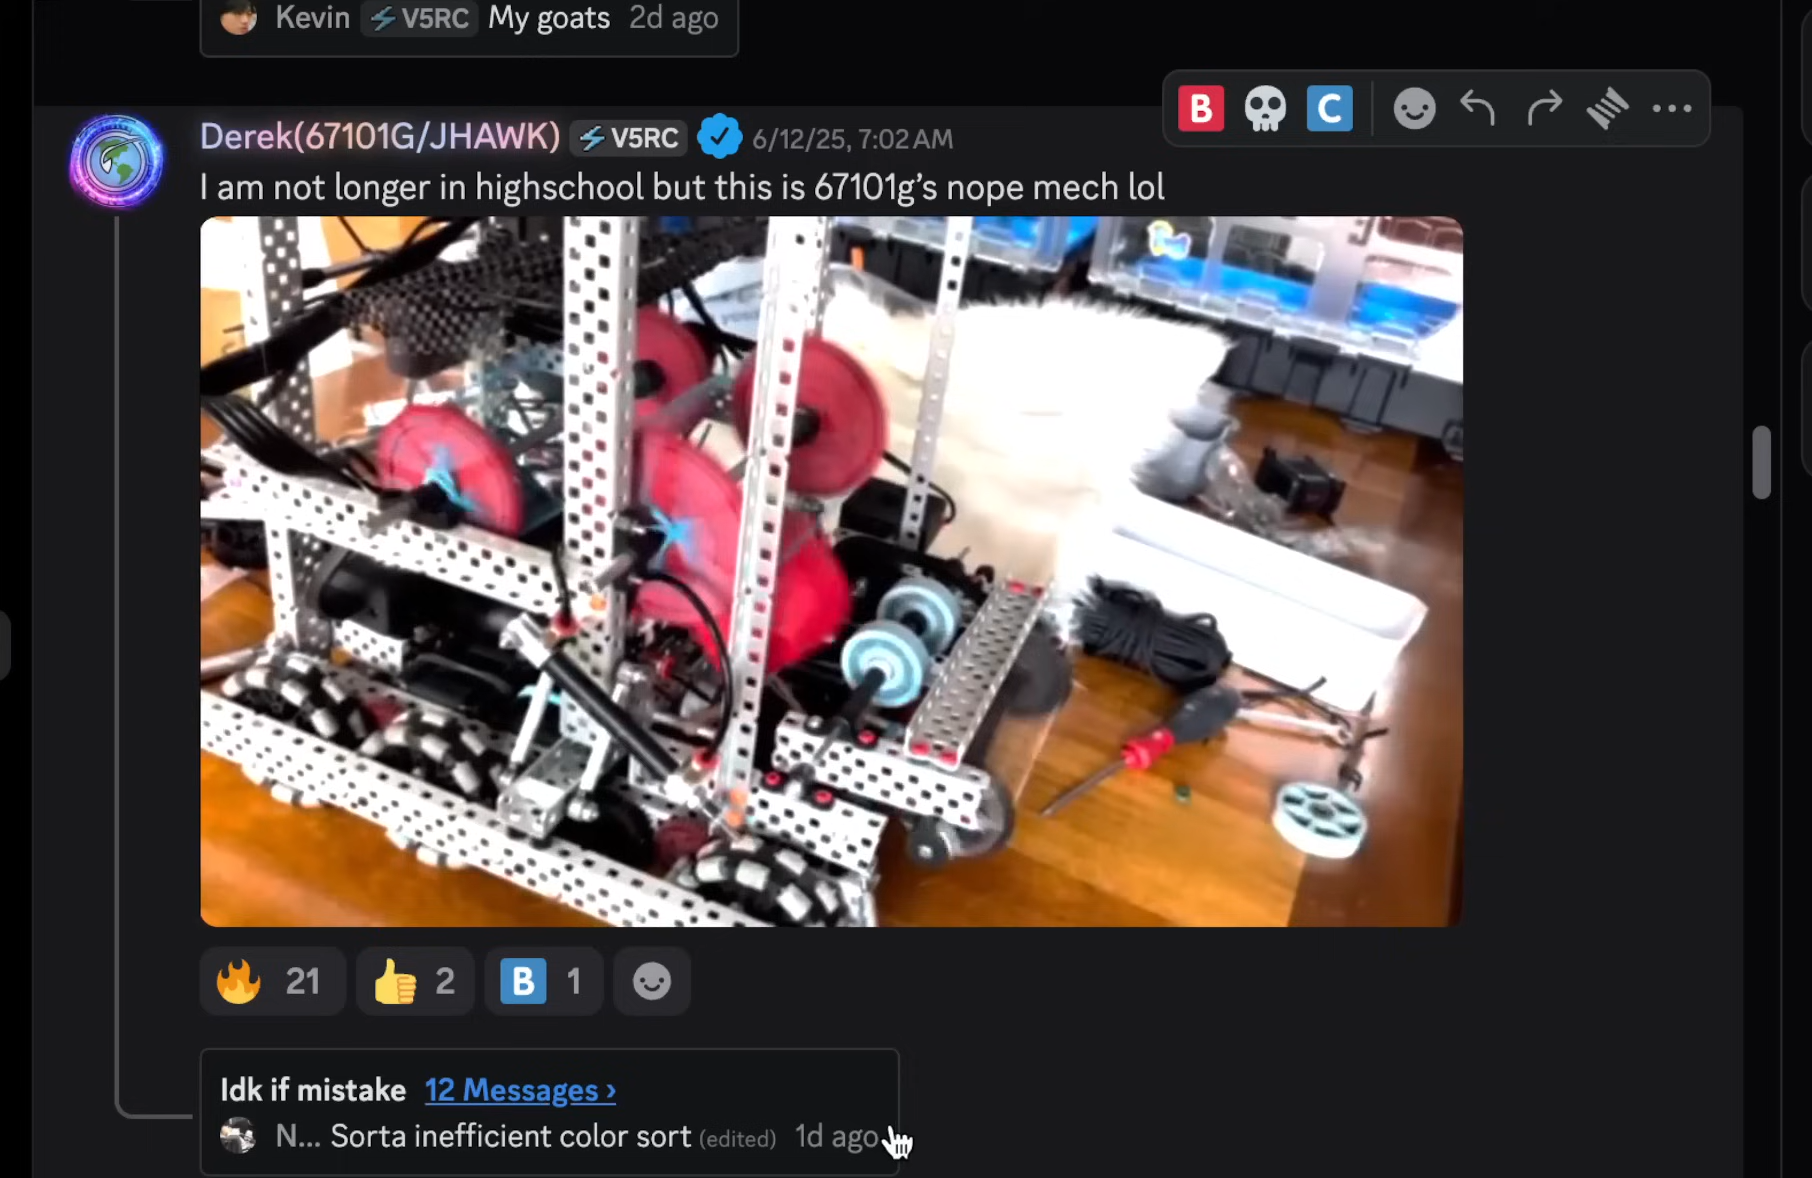 Kevin V5RC My goats 2d ago
B C
Derek(67101G/JHAWK) V5RC 6/12/25, 7:02 AM
I am not longer in highschool but this is 67101g's nope mech lol
21 2 B 1
Idk if mistake 12 Messages ›
N... Sorta inefficient color sort (edited) 1d ago